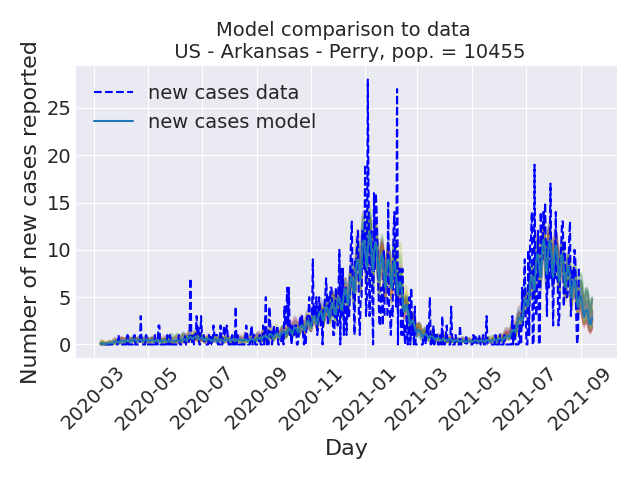 Model comparison to data
US - Arkansas - Perry, pop. = 10455
Number of new cases reported
new cases data
new cases model
25
20
15
10
5
0
2020-03
2020-05
2020-07
2020-09
2020-11
2021-01
2021-03
2021-05
2021-07
2021-09
Day